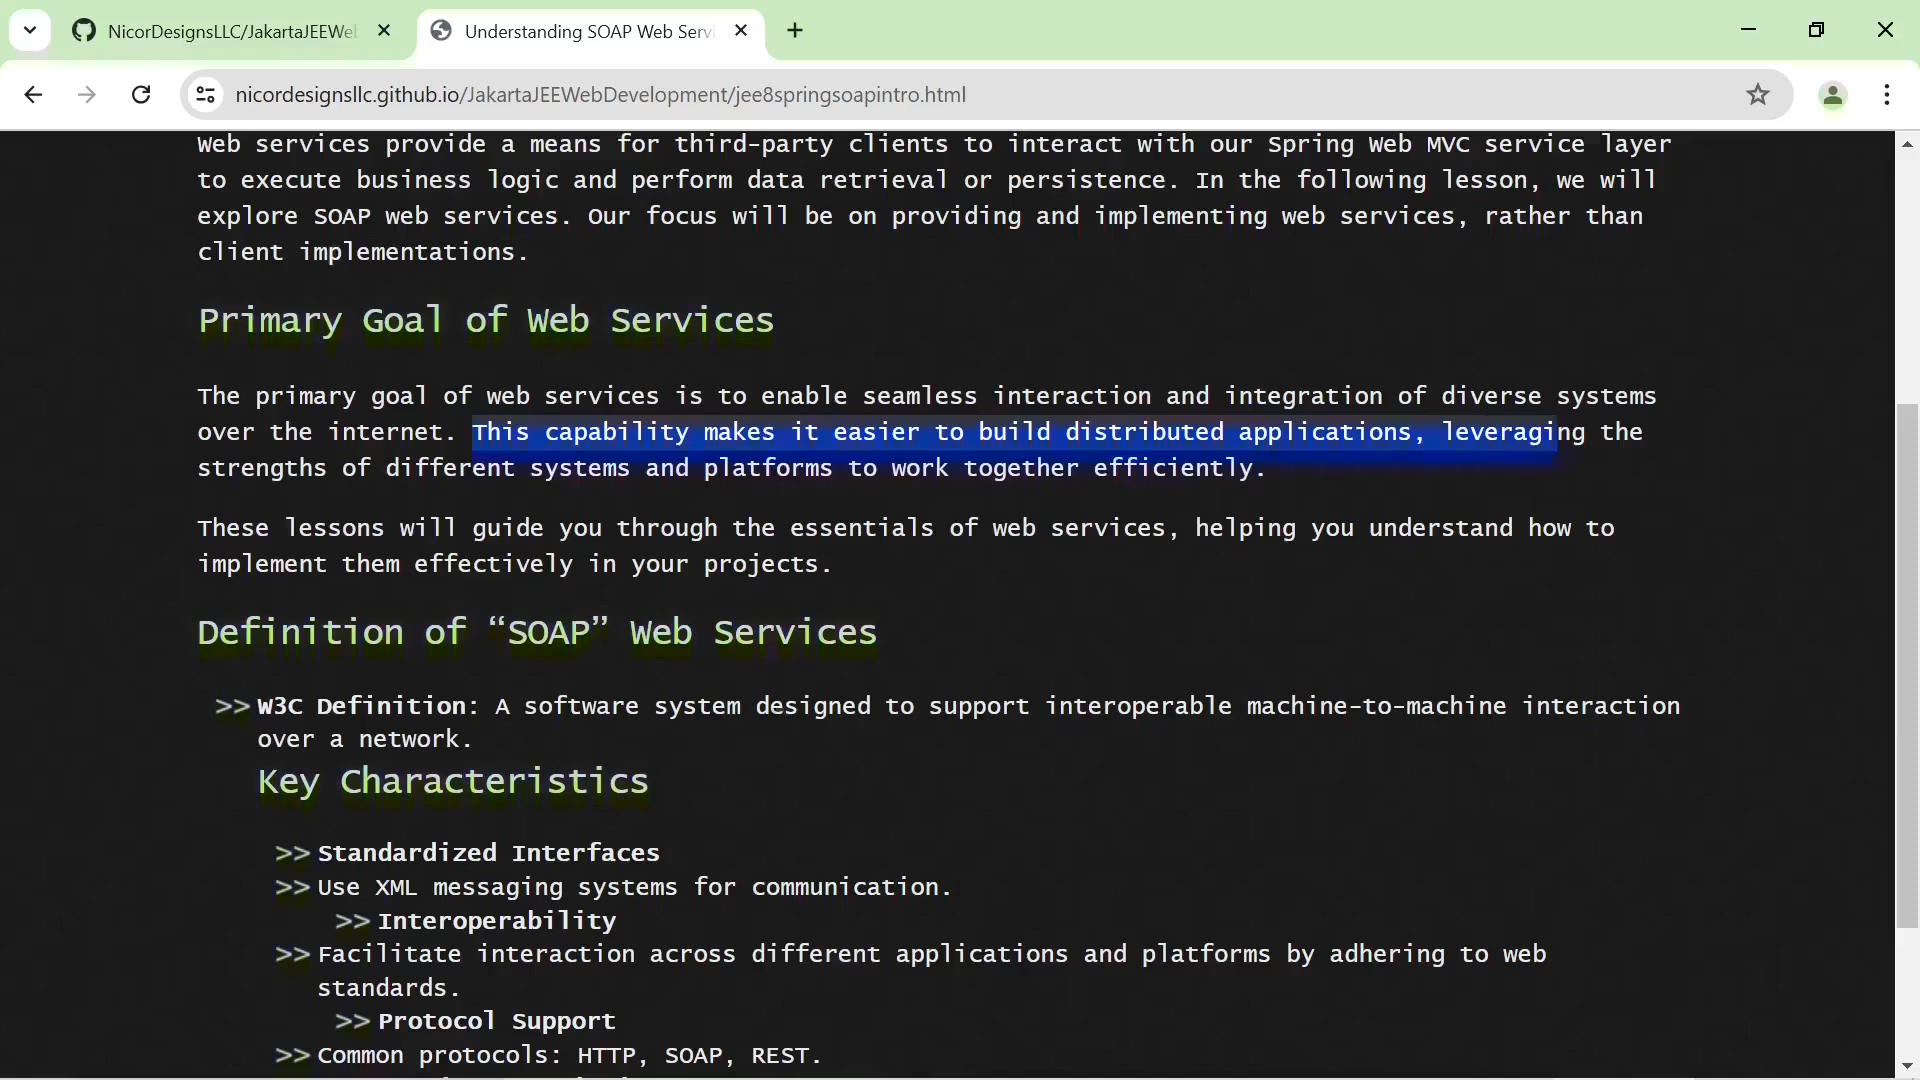 NicorDesignsLLC/JakartaJEEWeb
Understanding SOAP Web Servi
nicordesignsllc.github.io/JakartaJEEWebDevelopment/jee8springsoapintro.html
Web services provide a means for third-party clients to interact with our Spring Web MVC service layer
to execute business logic and perform data retrieval or persistence. In the following lesson, we will
explore SOAP web services. Our focus will be on providing and implementing web services, rather than
client implementations.
Primary Goal of Web Services
The primary goal of web services is to enable seamless interaction and integration of diverse systems
over the internet. This capability makes it easier to build distributed applications, leveraging the
strengths of different systems and platforms to work together efficiently.
These lessons will guide you through the essentials of web services, helping you understand how to
implement them effectively in your projects.
Definition of “SOAP” Web Services
>> W3C Definition: A software system designed to support interoperable machine-to-machine interaction
over a network.
Key Characteristics
>> Standardized Interfaces
>> Use XML messaging systems for communication.
>> Interoperability
>> Facilitate interaction across different applications and platforms by adhering to web
standards.
>> Protocol Support
>> Common protocols: HTTP, SOAP, REST.